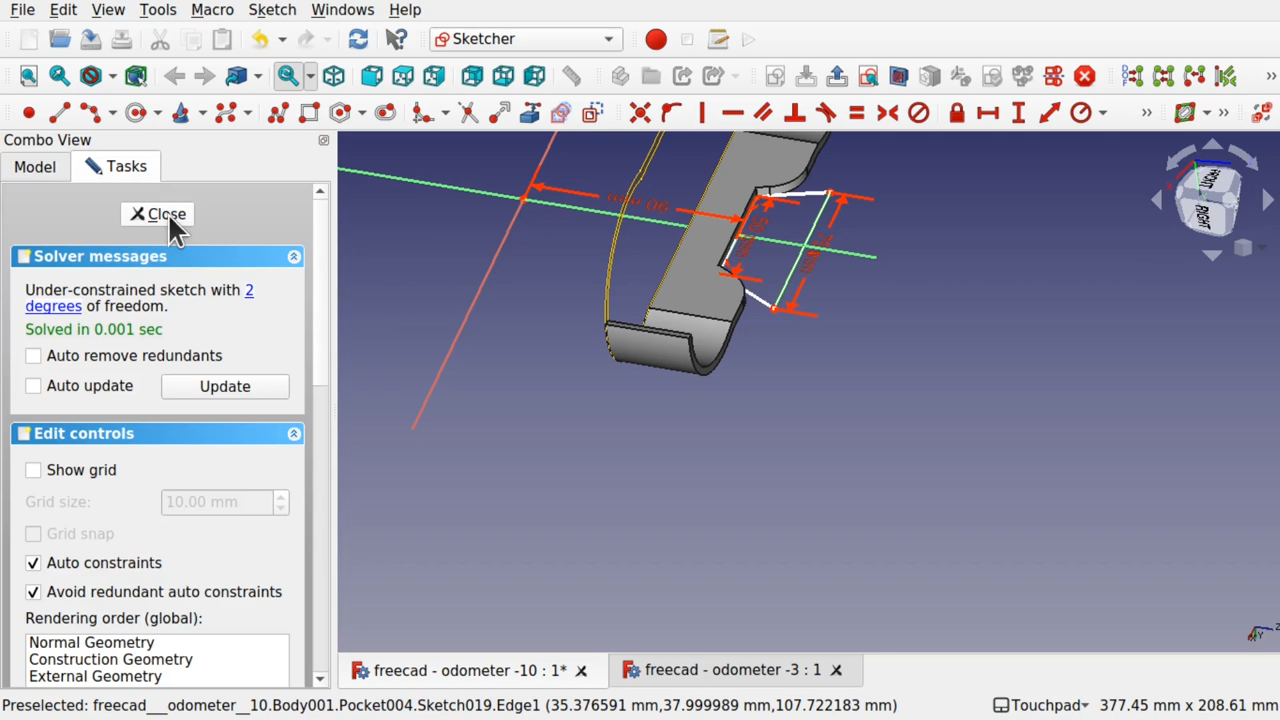 File Edit View Tools Macro Sketch Windows Help
Sketcher
Combo View
Model Tasks
Close
Solver messages
Under-constrained sketch with 2
degrees of freedom.
Solved in 0.001 sec
Auto remove redundants
Auto update Update
Edit controls
Show grid
Grid size: 10.00 mm
Grid snap
Auto constraints
Avoid redundant auto constraints
Rendering order (global):
Normal Geometry
Construction Geometry
External Geometry
FRONT
RIGHT
freecad - odometer -10 : 1*
freecad - odometer -3 : 1
Preselected: freecad___odometer__10.Body001.Pocket004.Sketch019.Edge1 (35.376591 mm,37.999989 mm,107.722183 mm)
Touchpad 377.45 mm x 208.61 mm